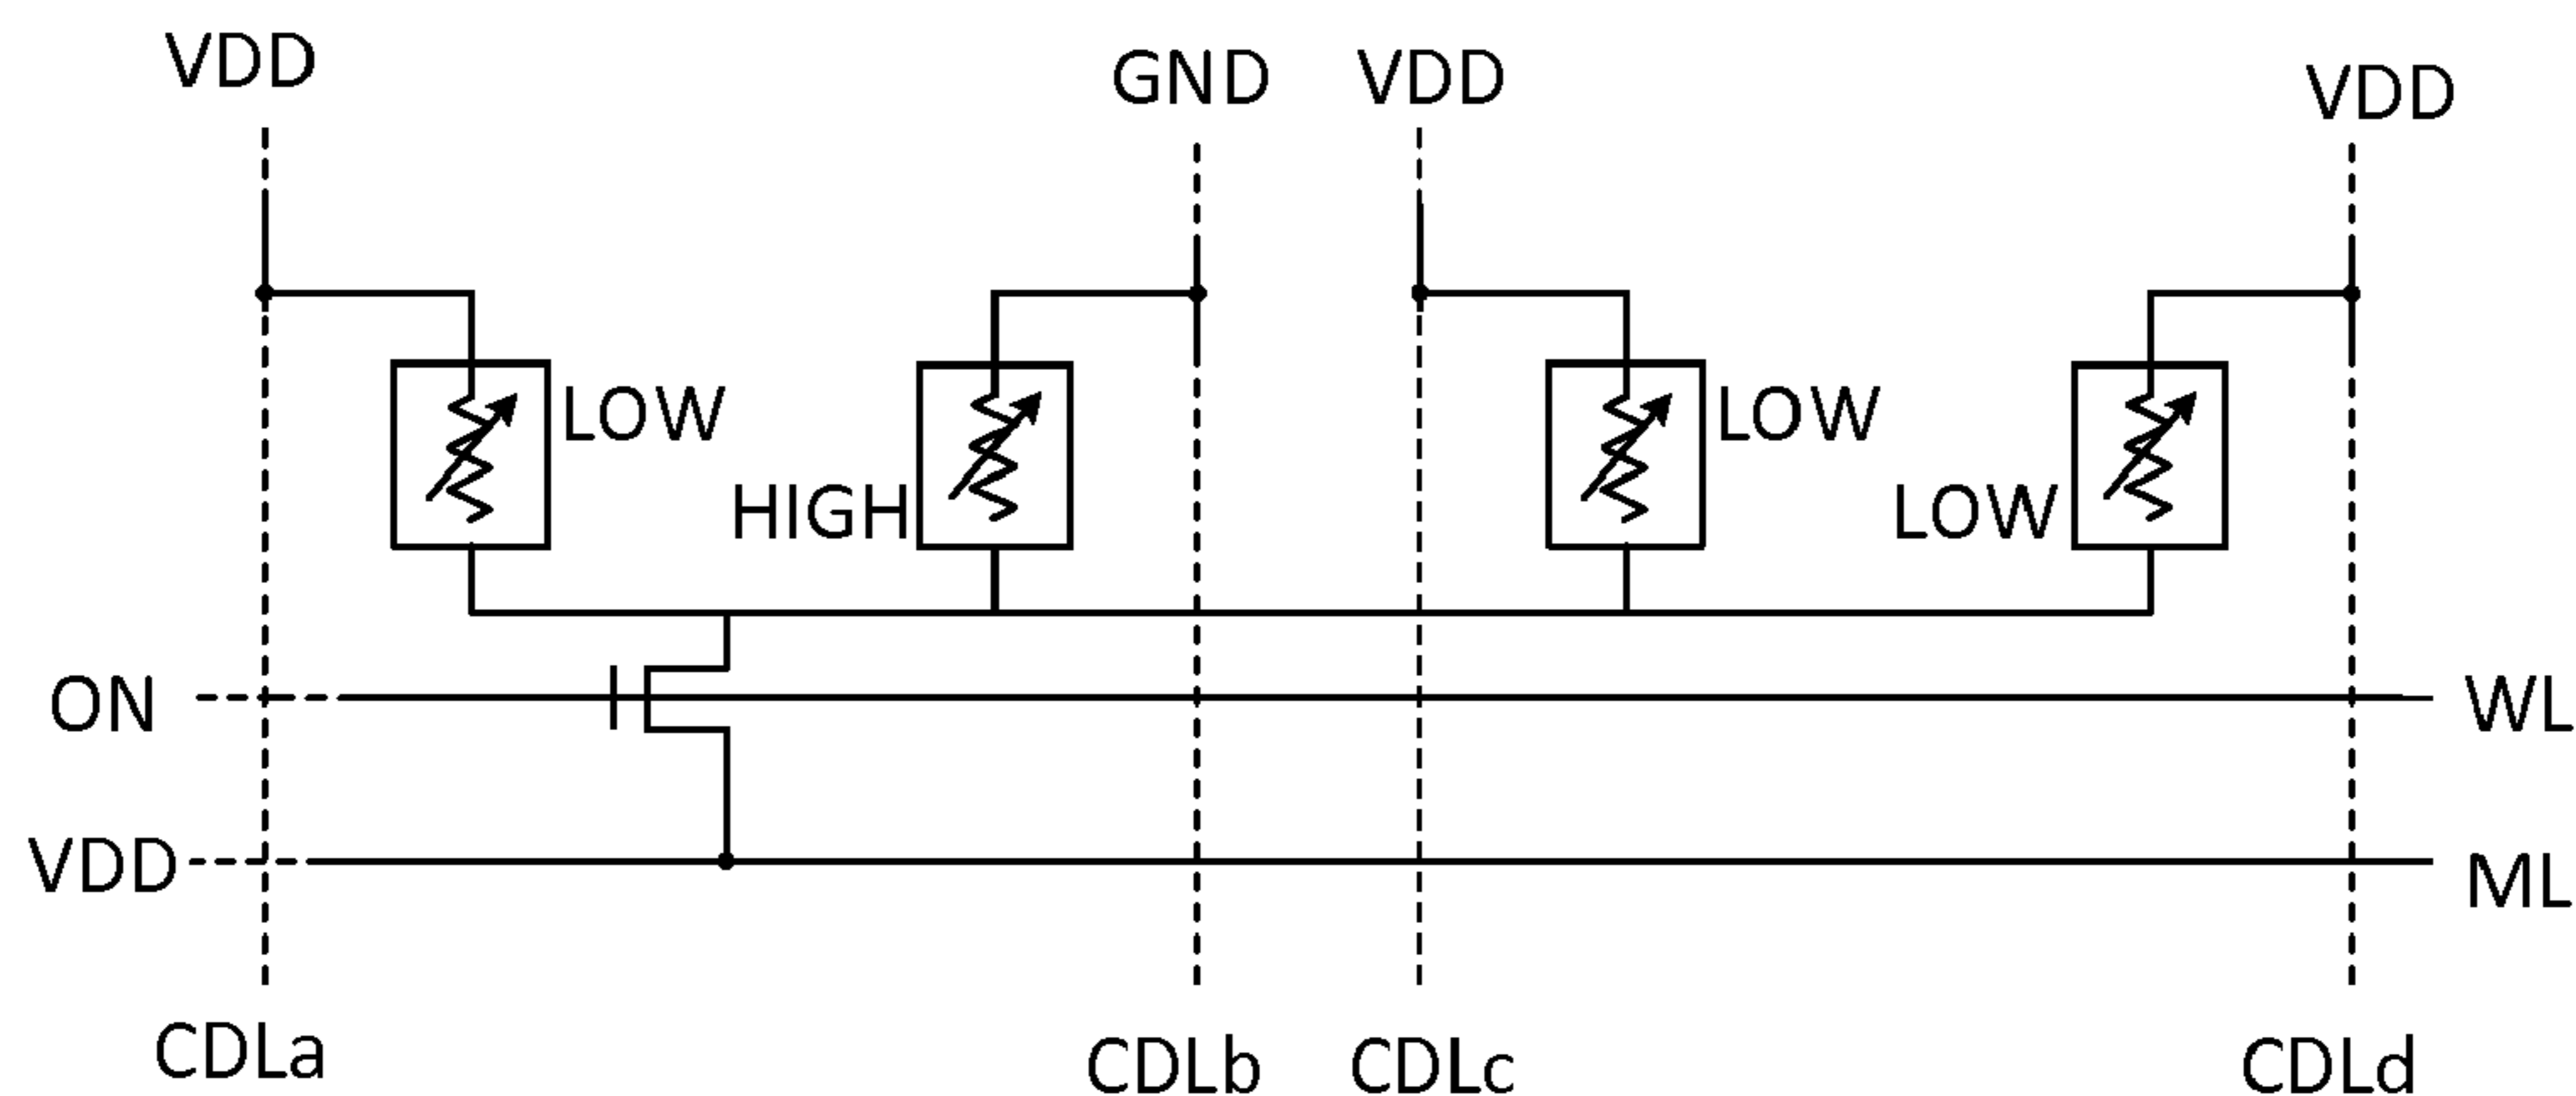 VDD
GND
VDD
VDD
LOW
HIGH
LOW
LOW
ON
WL
VDD
ML
CDLa
CDLb
CDLc
CDLd